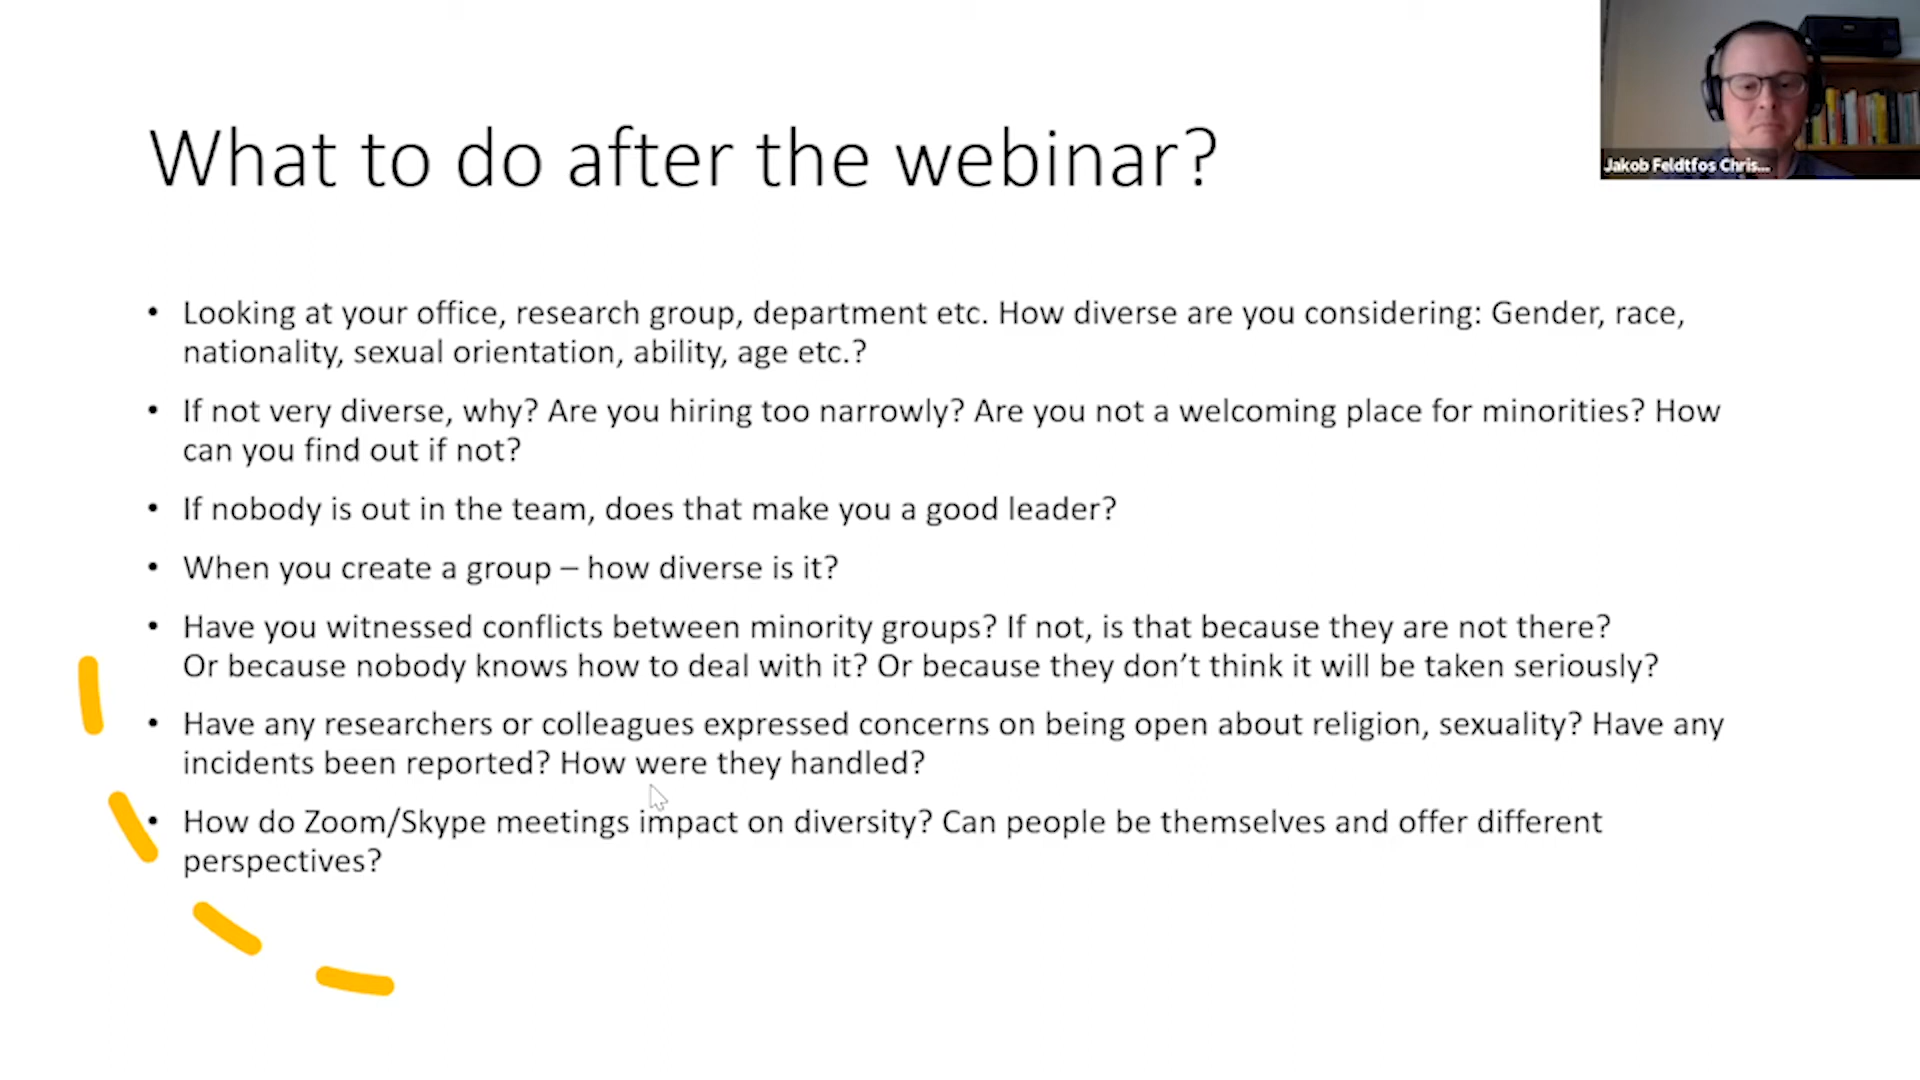 What to do after the webinar?
Jakob Feldtfos Chris...
• Looking at your office, research group, department etc. How diverse are you considering: Gender, race,
nationality, sexual orientation, ability, age etc.?
• If not very diverse, why? Are you hiring too narrowly? Are you not a welcoming place for minorities? How
can you find out if not?
• If nobody is out in the team, does that make you a good leader?
• When you create a group – how diverse is it?
• Have you witnessed conflicts between minority groups? If not, is that because they are not there?
Or because nobody knows how to deal with it? Or because they don’t think it will be taken seriously?
• Have any researchers or colleagues expressed concerns on being open about religion, sexuality? Have any
incidents been reported? How were they handled?
• How do Zoom/Skype meetings impact on diversity? Can people be themselves and offer different
perspectives?